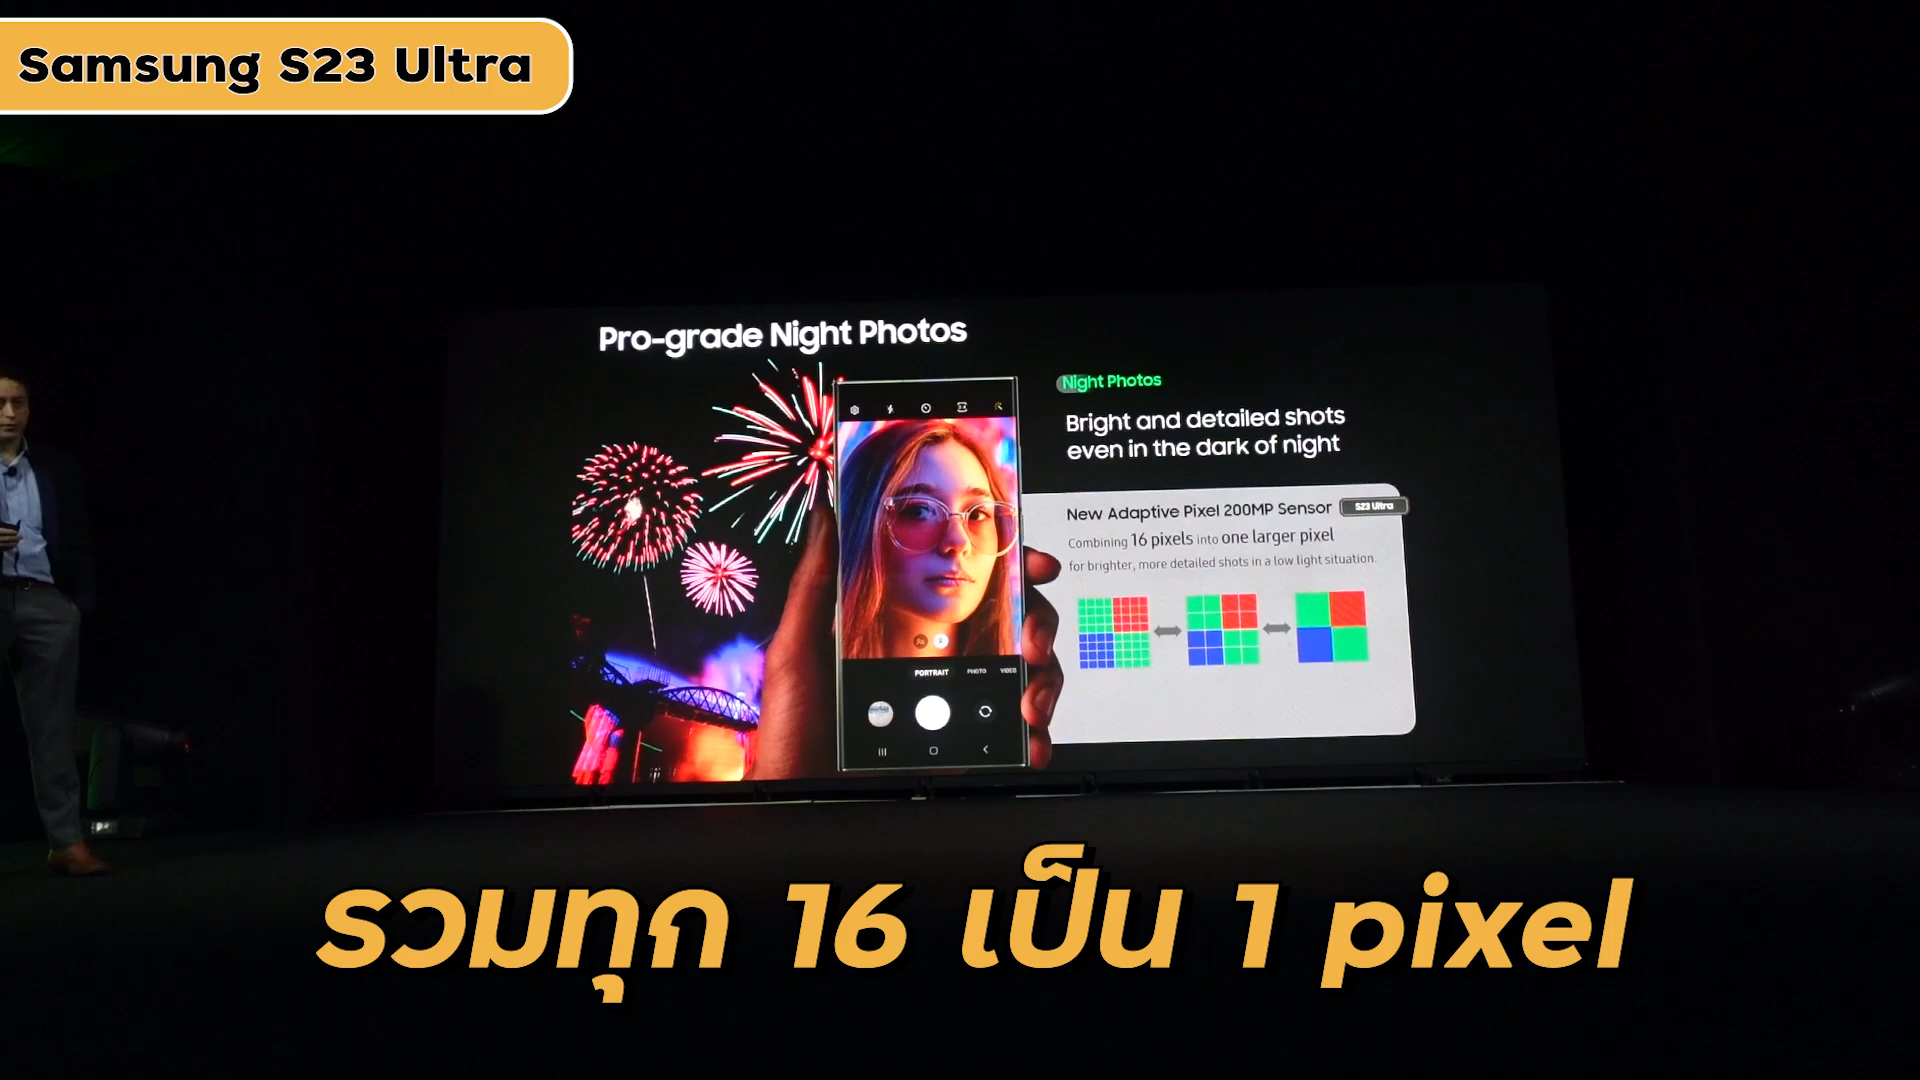 Samsung S23 Ultra
Pro-grade Night Photos
Night Photos
Bright and detailed shots
even in the dark of night
New Adaptive Pixel 200MP Sensor S23 Ultra
Combining 16 pixels into one larger pixel
for brighter, more detailed shots in a low light situation.
PORTRAIT PHOTO VIDEO
รวมทุก 16 เป็น 1 pixel